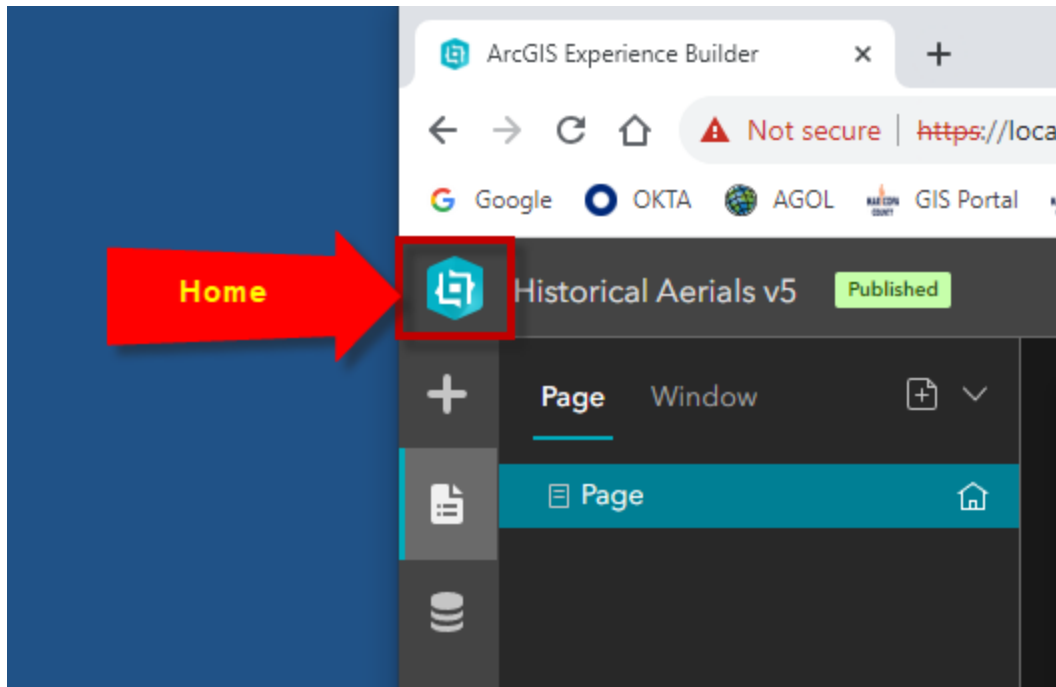 ArcGIS Experience Builder
Not secure | https://loca
Google OKTA AGOL GIS Portal
Home
Historical Aerials v5 Published
Page Window
Page